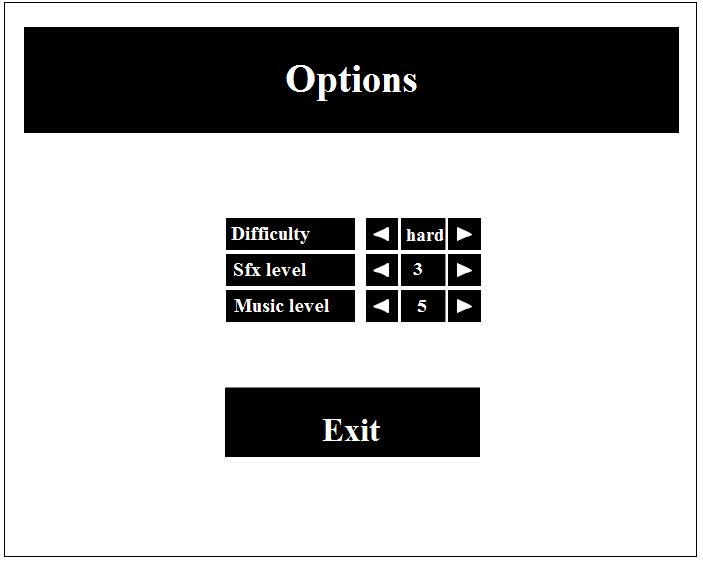 Options
Difficulty hard
Sfx level 3
Music level 5
Exit